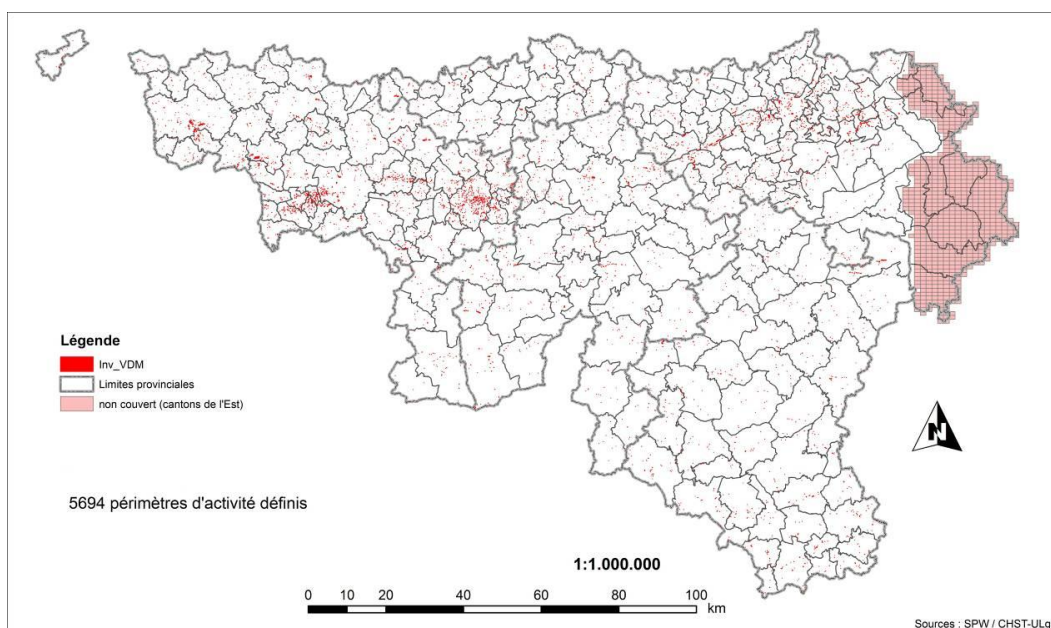 Légende
Inv_VDM
Limites provinciales
non couvert (cantons de l'Est)
N
5694 périmètres d'activité définis
1:1.000.000
0 10 20 40 60 80 100
km
Sources : SPW / CHST-ULg